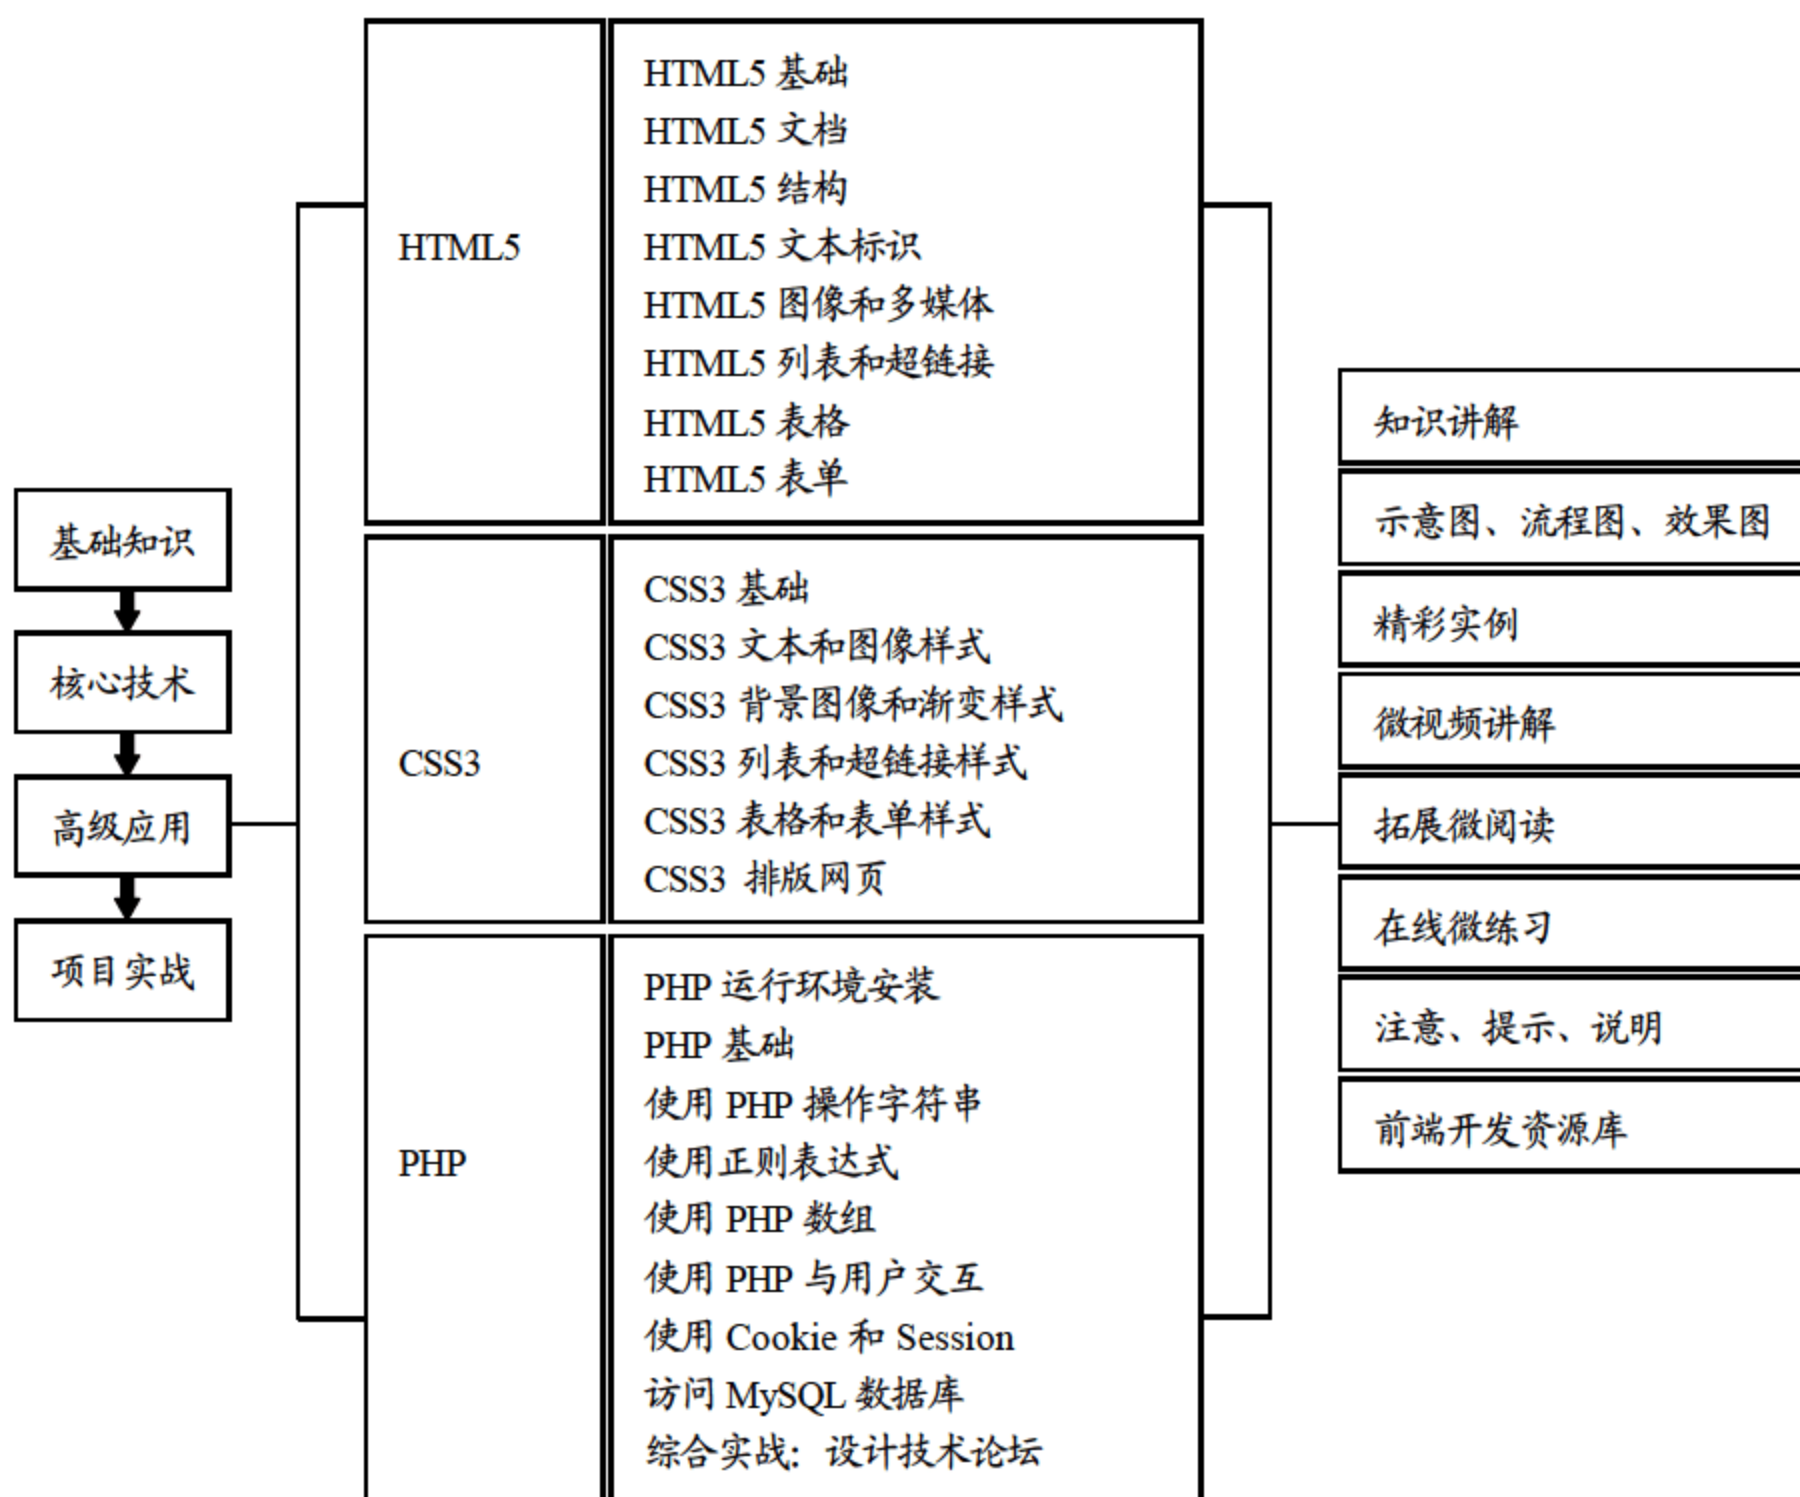 基础知识
核心技术
高级应用
项目实战
HTML5
HTML5 基础
HTML5 文档
HTML5 结构
HTML5 文本标识
HTML5 图像和多媒体
HTML5 列表和超链接
HTML5 表格
HTML5 表单
CSS3
CSS3 基础
CSS3 文本和图像样式
CSS3 背景图像和渐变样式
CSS3 列表和超链接样式
CSS3 表格和表单样式
CSS3 排版网页
PHP
PHP 运行环境安装
PHP 基础
使用 PHP 操作字符串
使用正则表达式
使用 PHP 数组
使用 PHP 与用户交互
使用 Cookie 和 Session
访问 MySQL 数据库
综合实战：设计技术论坛
知识讲解
示意图、流程图、效果图
精彩实例
微视频讲解
拓展微阅读
在线微练习
注意、提示、说明
前端开发资源库